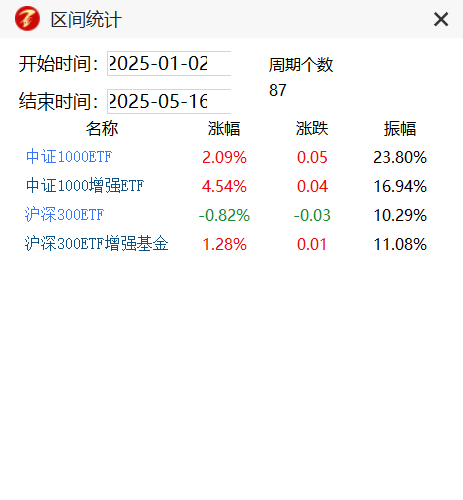 区间统计
开始时间：2025-01-02 周期个数
结束时间：2025-05-16 87
名称 涨幅 涨跌 振幅
中证1000ETF 2.09% 0.05 23.80%
中证1000增强ETF 4.54% 0.04 16.94%
沪深300ETF -0.82% -0.03 10.29%
沪深300ETF增强基金 1.28% 0.01 11.08%